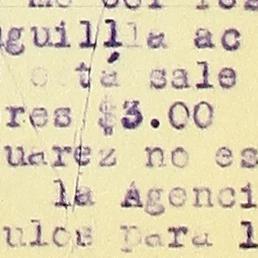 guilla ac
está sale
res $3.00
uarez no es
la Agenci
ulos para l